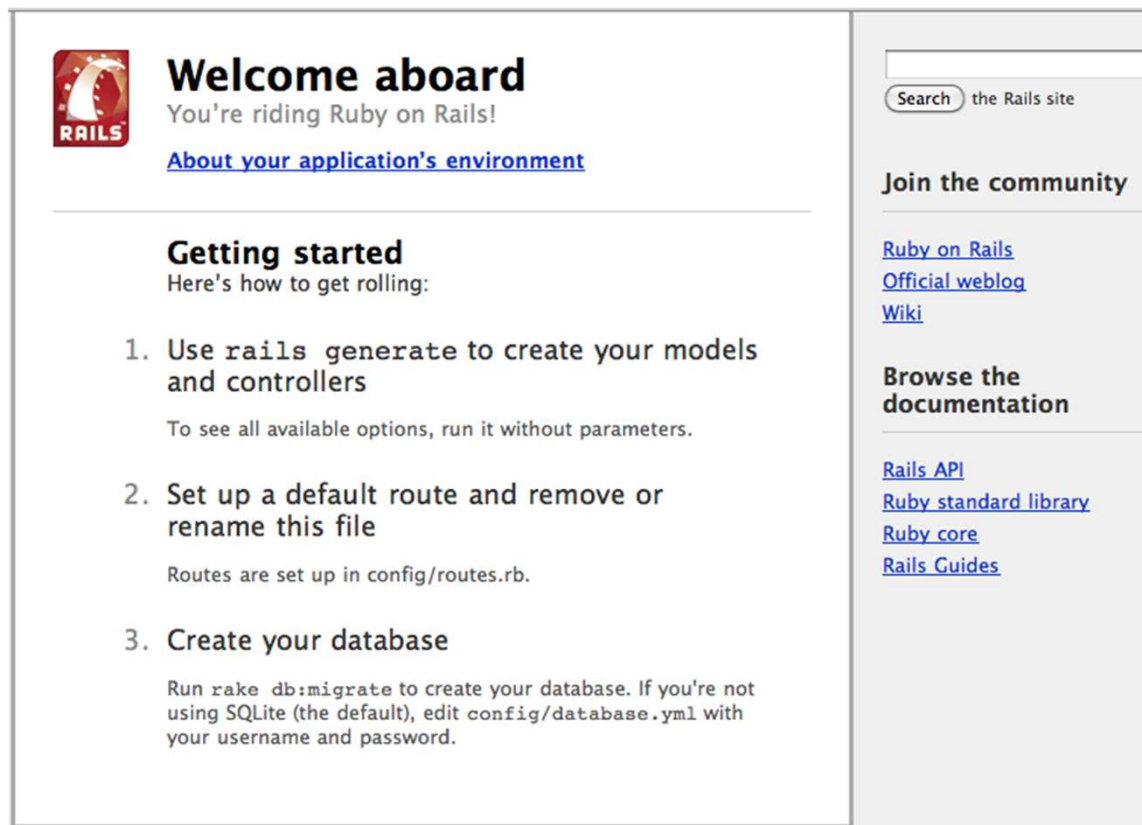 RAILS
Welcome aboard
You're riding Ruby on Rails!
About your application's environment
Getting started
Here's how to get rolling:
1. Use rails generate to create your models
and controllers
To see all available options, run it without parameters.
2. Set up a default route and remove or
rename this file
Routes are set up in config/routes.rb.
3. Create your database
Run rake db:migrate to create your database. If you're not
using SQLite (the default), edit config/database.yml with
your username and password.
Search the Rails site
Join the community
Ruby on Rails
Official weblog
Wiki
Browse the
documentation
Rails API
Ruby standard library
Ruby core
Rails Guides